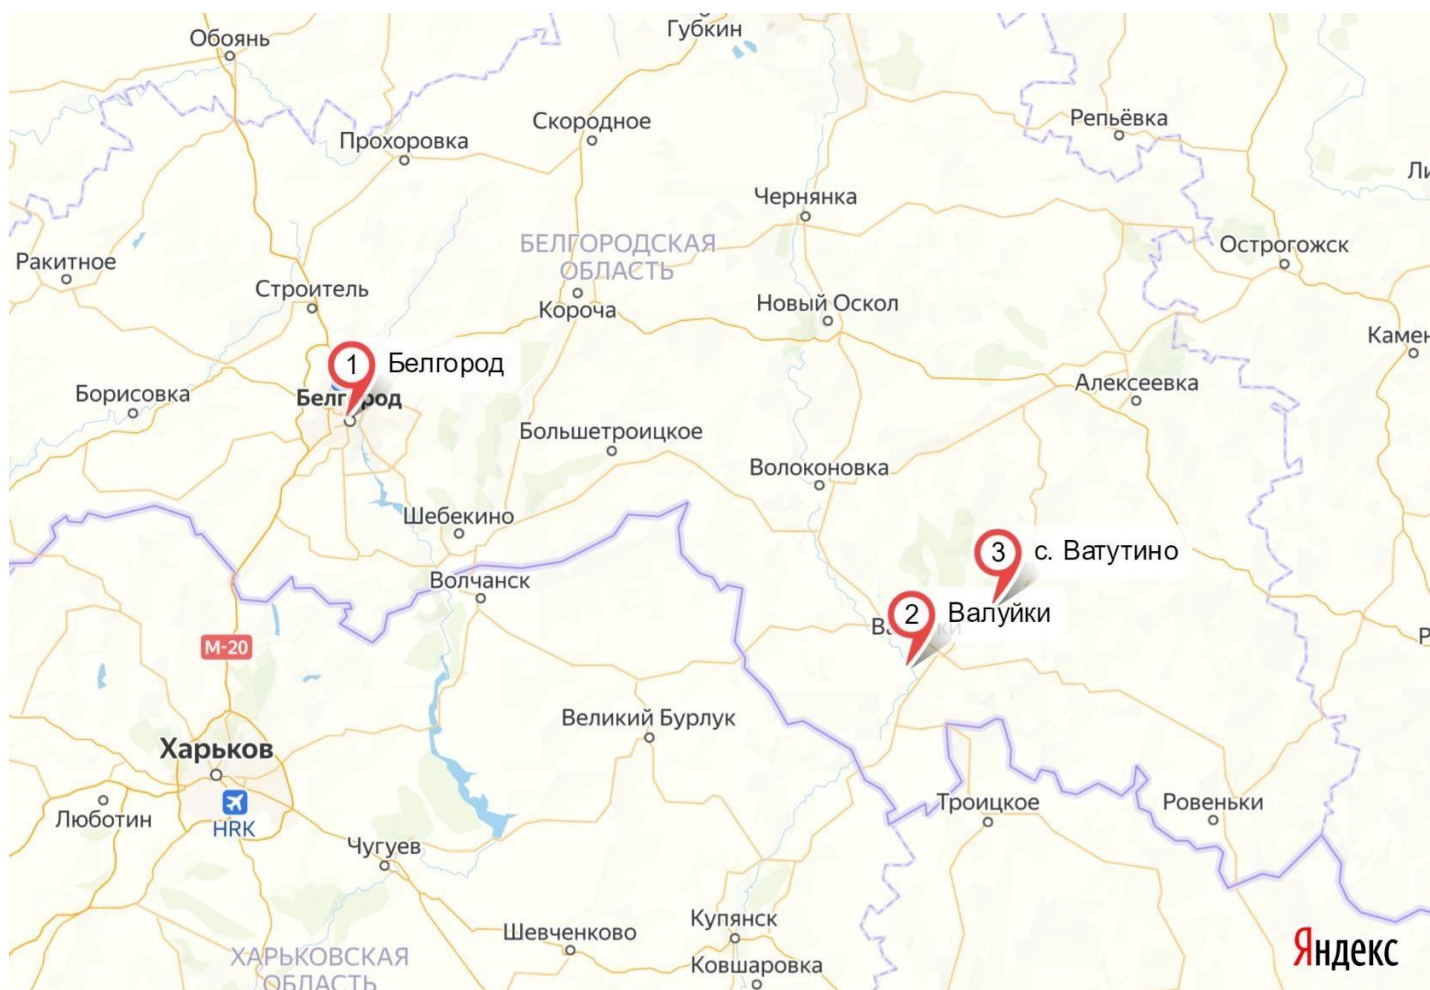 Обоянь
Губкин
Прохоровка
Скородное
Репьёвка
Чернянка
БЕЛГОРОДСКАЯ
ОБЛАСТЬ
Острогожск
Ракитное
Строитель
Короча
Новый Оскол
Камен
1
Белгород
Борисовка
Алексеевка
Большетроицкое
Волоконовка
Шебекино
3
с. Ватутино
Волчанск
2
Валуйки
М-20
Великий Бурлук
Харьков
HRK
Люботин
Троицкое
Ровеньки
Чугуев
Купянск
Шевченково
ХАРЬКОВСКАЯ
ОБЛАСТЬ
Ковшаровка
Яндекс